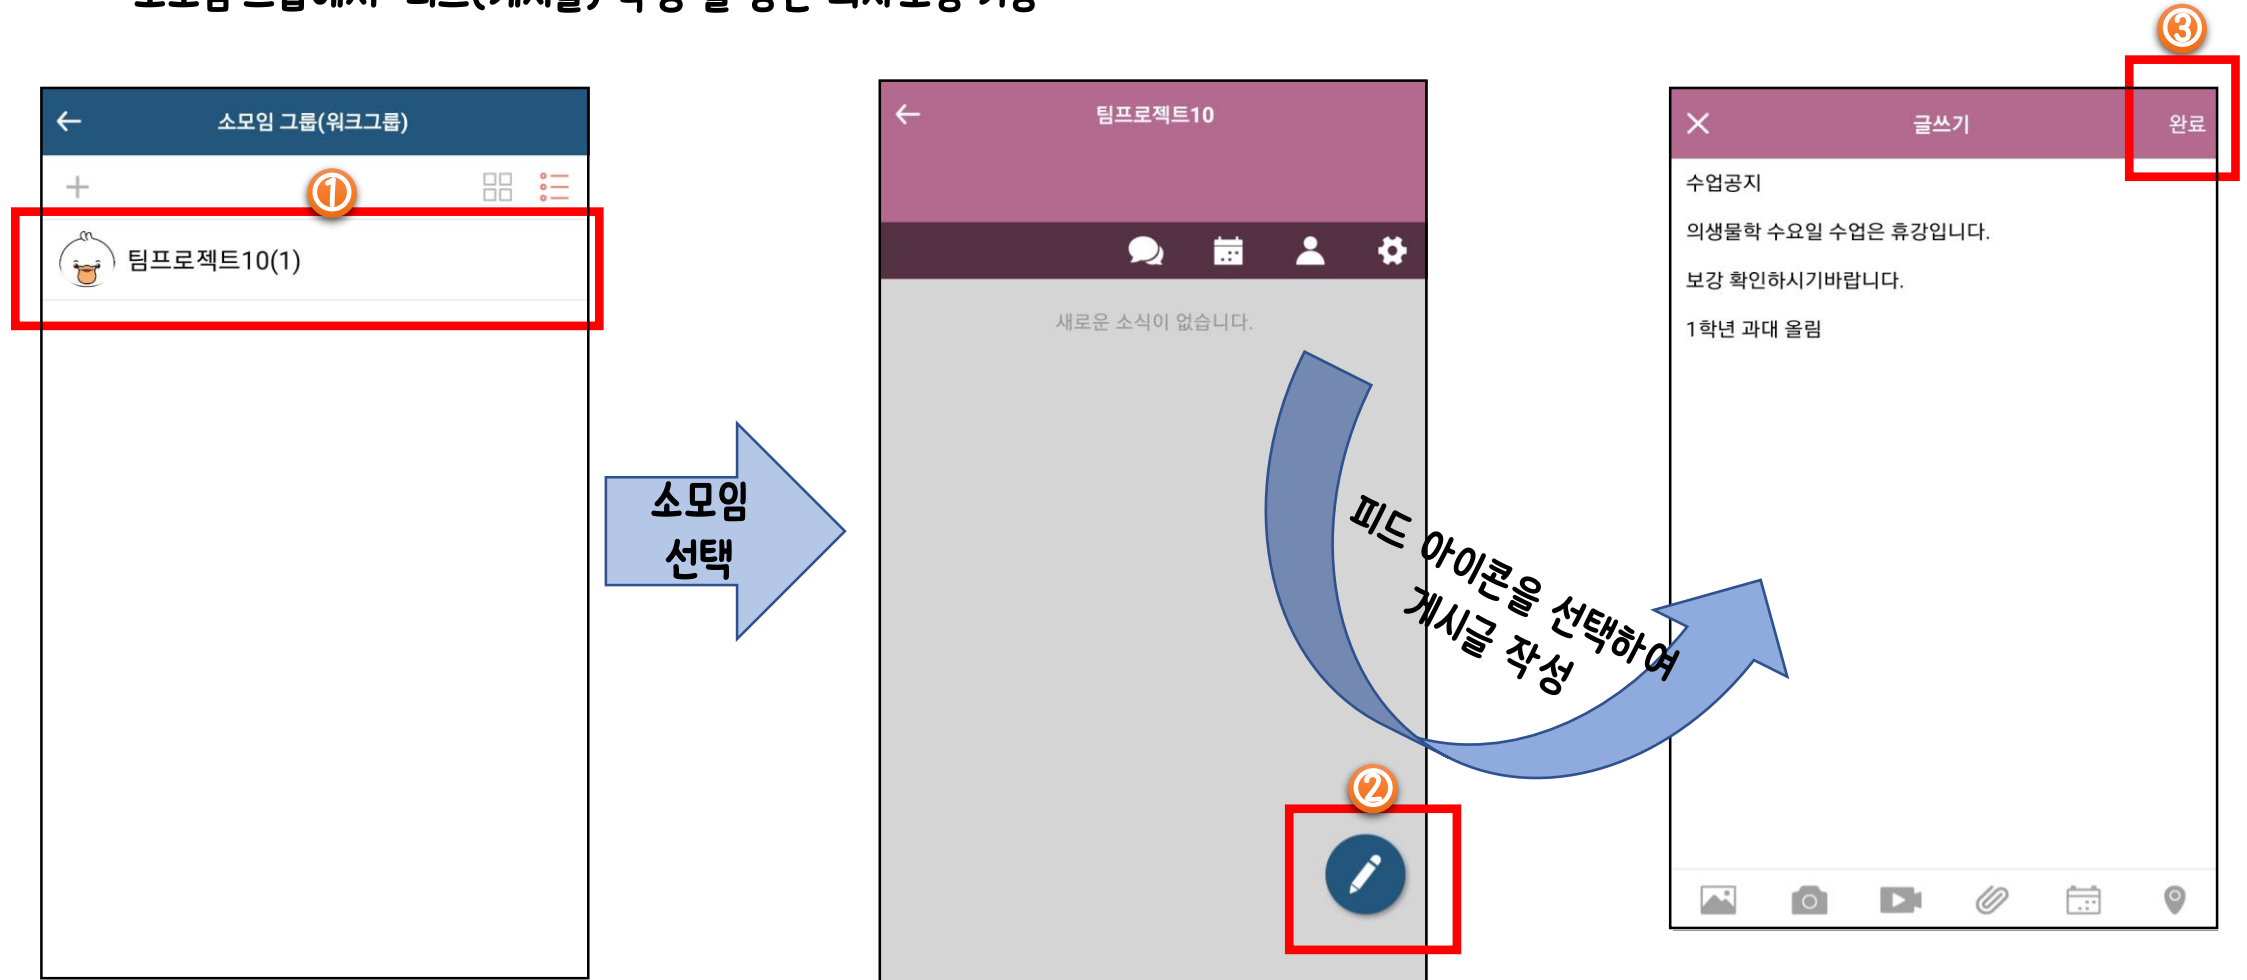 ③
소모임 그룹(워크그룹)
①
팀프로젝트10(1)
소모임
선택
팀프로젝트10
새로운 소식이 없습니다.
피드 아이콘을 선택하여
게시글 작성
②
글쓰기
완료
수업공지
의생물학 수요일 수업은 휴강입니다.
보강 확인하시기바랍니다.
1학년 과대 올림